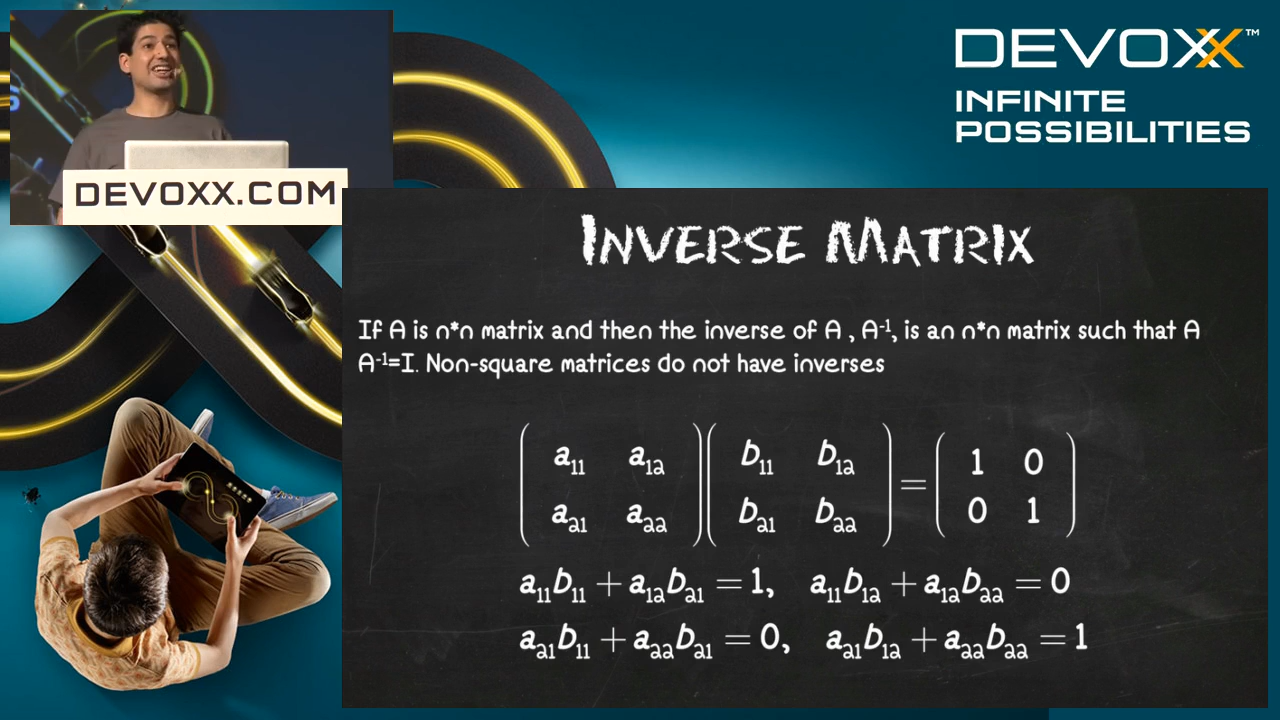 DEVOXX™
INFINITE
POSSIBILITIES
DEVOXX.COM
INVERSE MATRIX
If A is n*n matrix and then the inverse of A , A⁻¹, is an n*n matrix such that A
A⁻¹=I. Non-square matrices do not have inverses
( a₁₁ a₁₂ ) ( b₁₁ b₁₂ ) = ( 1 0 )
( a₂₁ a₂₂ ) ( b₂₁ b₂₂ ) ( 0 1 )
a₁₁b₁₁ + a₁₂b₂₁ = 1, a₁₁b₁₂ + a₁₂b₂₂ = 0
a₂₁b₁₁ + a₂₂b₂₁ = 0, a₂₁b₁₂ + a₂₂b₂₂ = 1